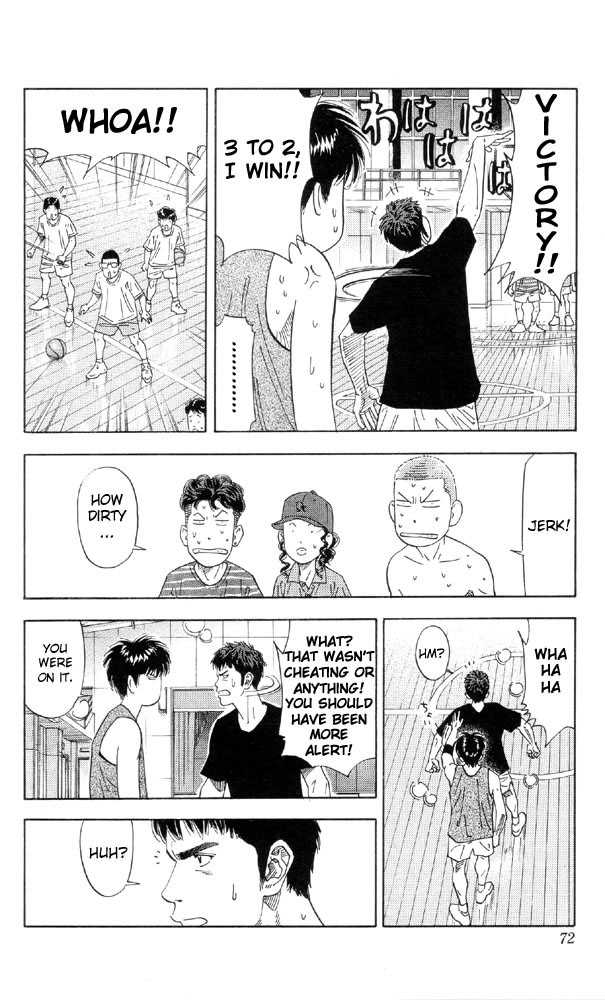 VICTORY!!
わはははは
3 TO 2,
I WIN!!
..........
WHOA!!
JERK!
HOW
DIRTY
...
WHA
HA
HA
HM?
WHAT?
THAT WASN'T
CHEATING OR
ANYTHING!
YOU SHOULD
HAVE BEEN
MORE
ALERT!
YOU
WERE
ON IT.
HUH?
72